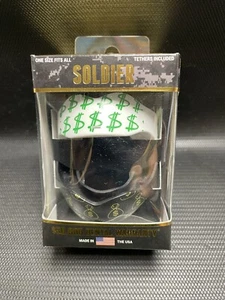 ONE SIZE FITS ALL
TETHERS INCLUDED
SOLDIER
$ $ $ $ $
$ $ $ $ $
MADE IN THE USA